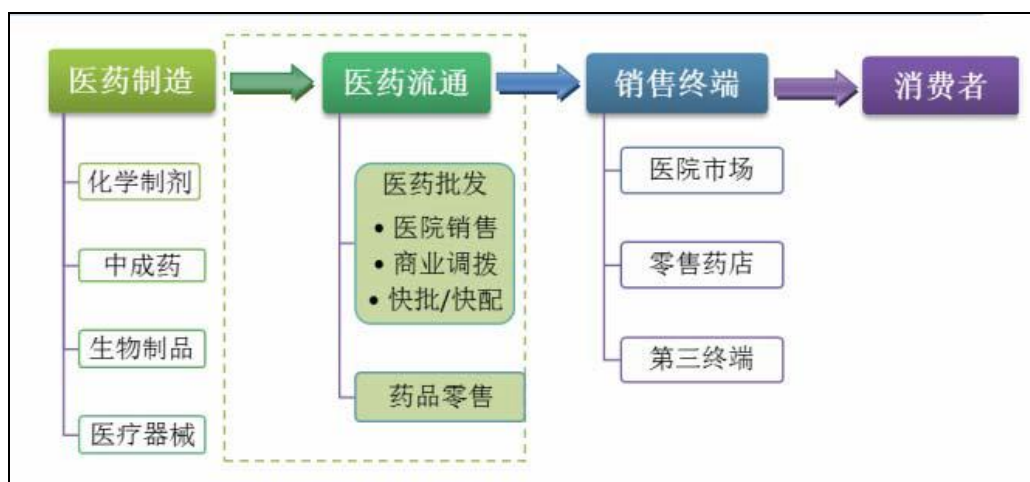 医药制造
医药流通
销售终端
消费者
化学制剂
中成药
生物制品
医疗器械
医药批发
• 医院销售
• 商业调拨
• 快批/快配
药品零售
医院市场
零售药店
第三终端